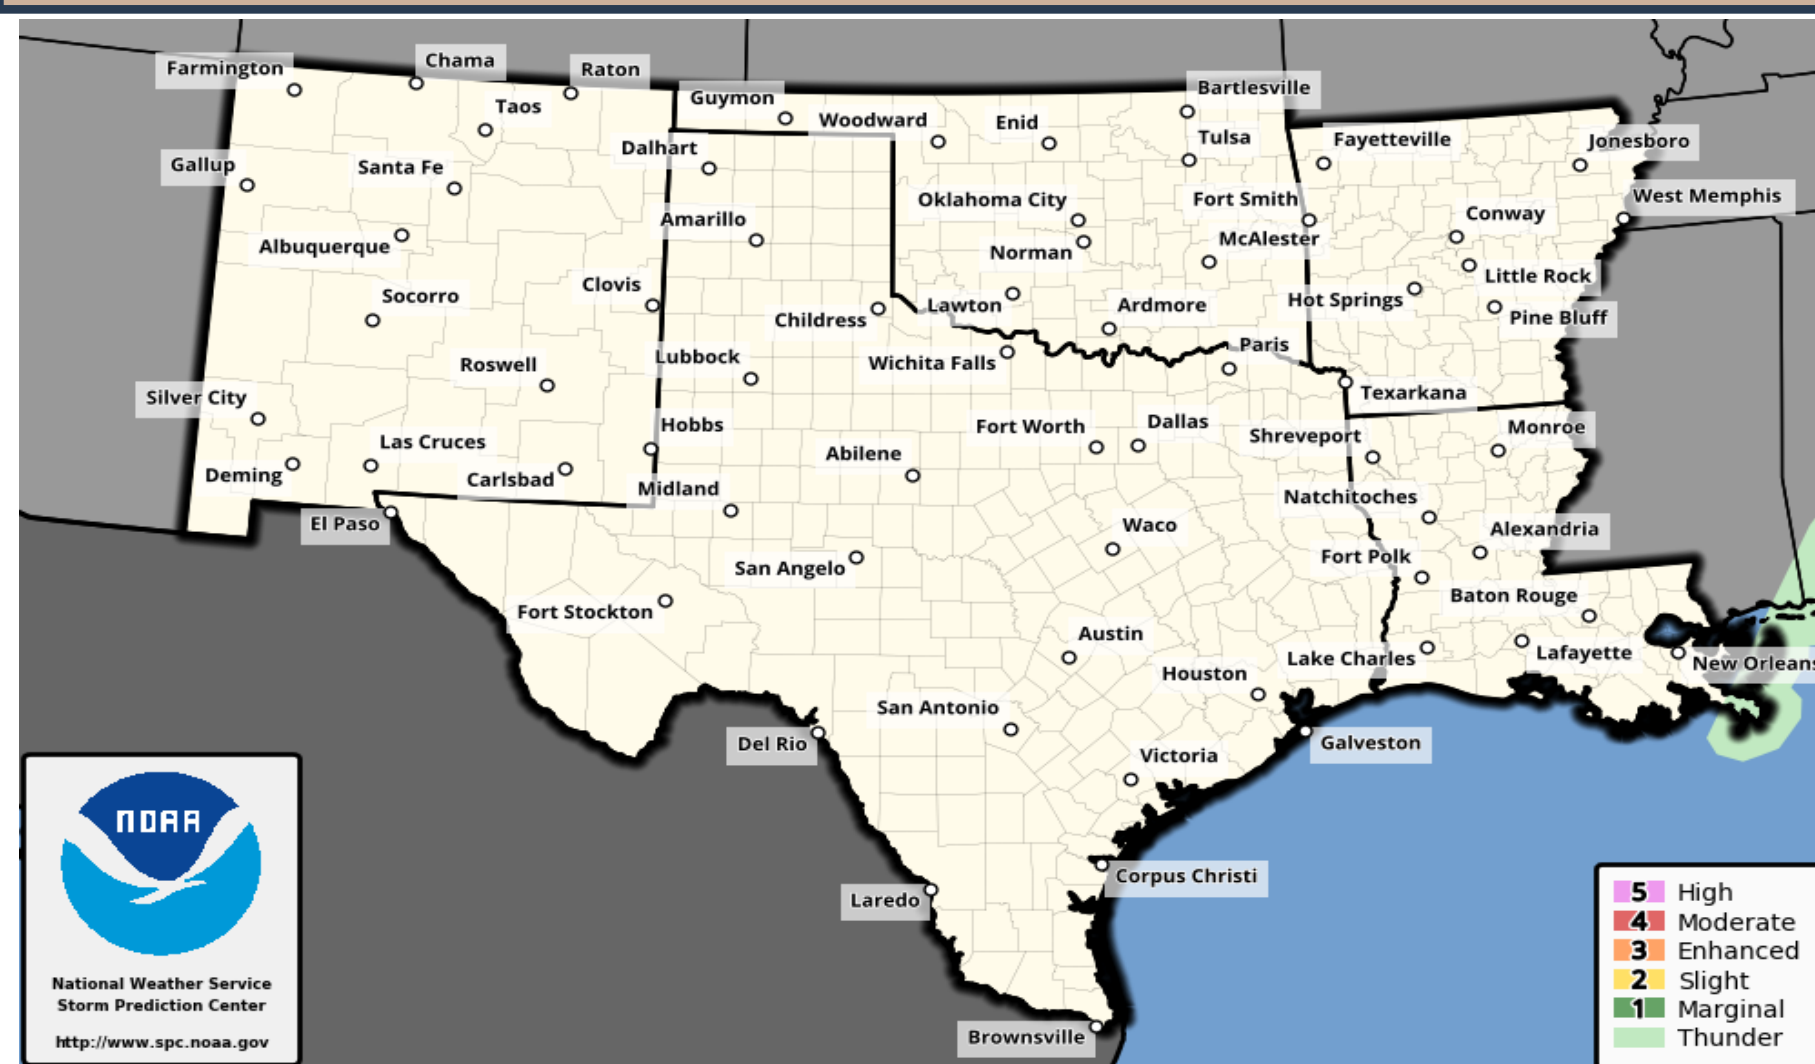 Farmington
Chama
Raton
Guymon
Bartlesville
Taos
Woodward
Enid
Tulsa
Fayetteville
Jonesboro
Gallup
Santa Fe
Dalhart
Oklahoma City
Fort Smith
Conway
West Memphis
Albuquerque
Amarillo
Norman
McAlester
Little Rock
Socorro
Clovis
Childress
Lawton
Ardmore
Hot Springs
Pine Bluff
Roswell
Lubbock
Wichita Falls
Paris
Texarkana
Silver City
Las Cruces
Hobbs
Abilene
Fort Worth
Dallas
Shreveport
Monroe
Deming
Carlsbad
Midland
Natchitoches
El Paso
San Angelo
Waco
Fort Polk
Alexandria
Fort Stockton
Austin
Baton Rouge
Houston
Lake Charles
Lafayette
New Orleans
Del Rio
San Antonio
Victoria
Galveston
Laredo
Corpus Christi
Brownsville
NOAA
National Weather Service
Storm Prediction Center
http://www.spc.noaa.gov
5 High
4 Moderate
3 Enhanced
2 Slight
1 Marginal
Thunder